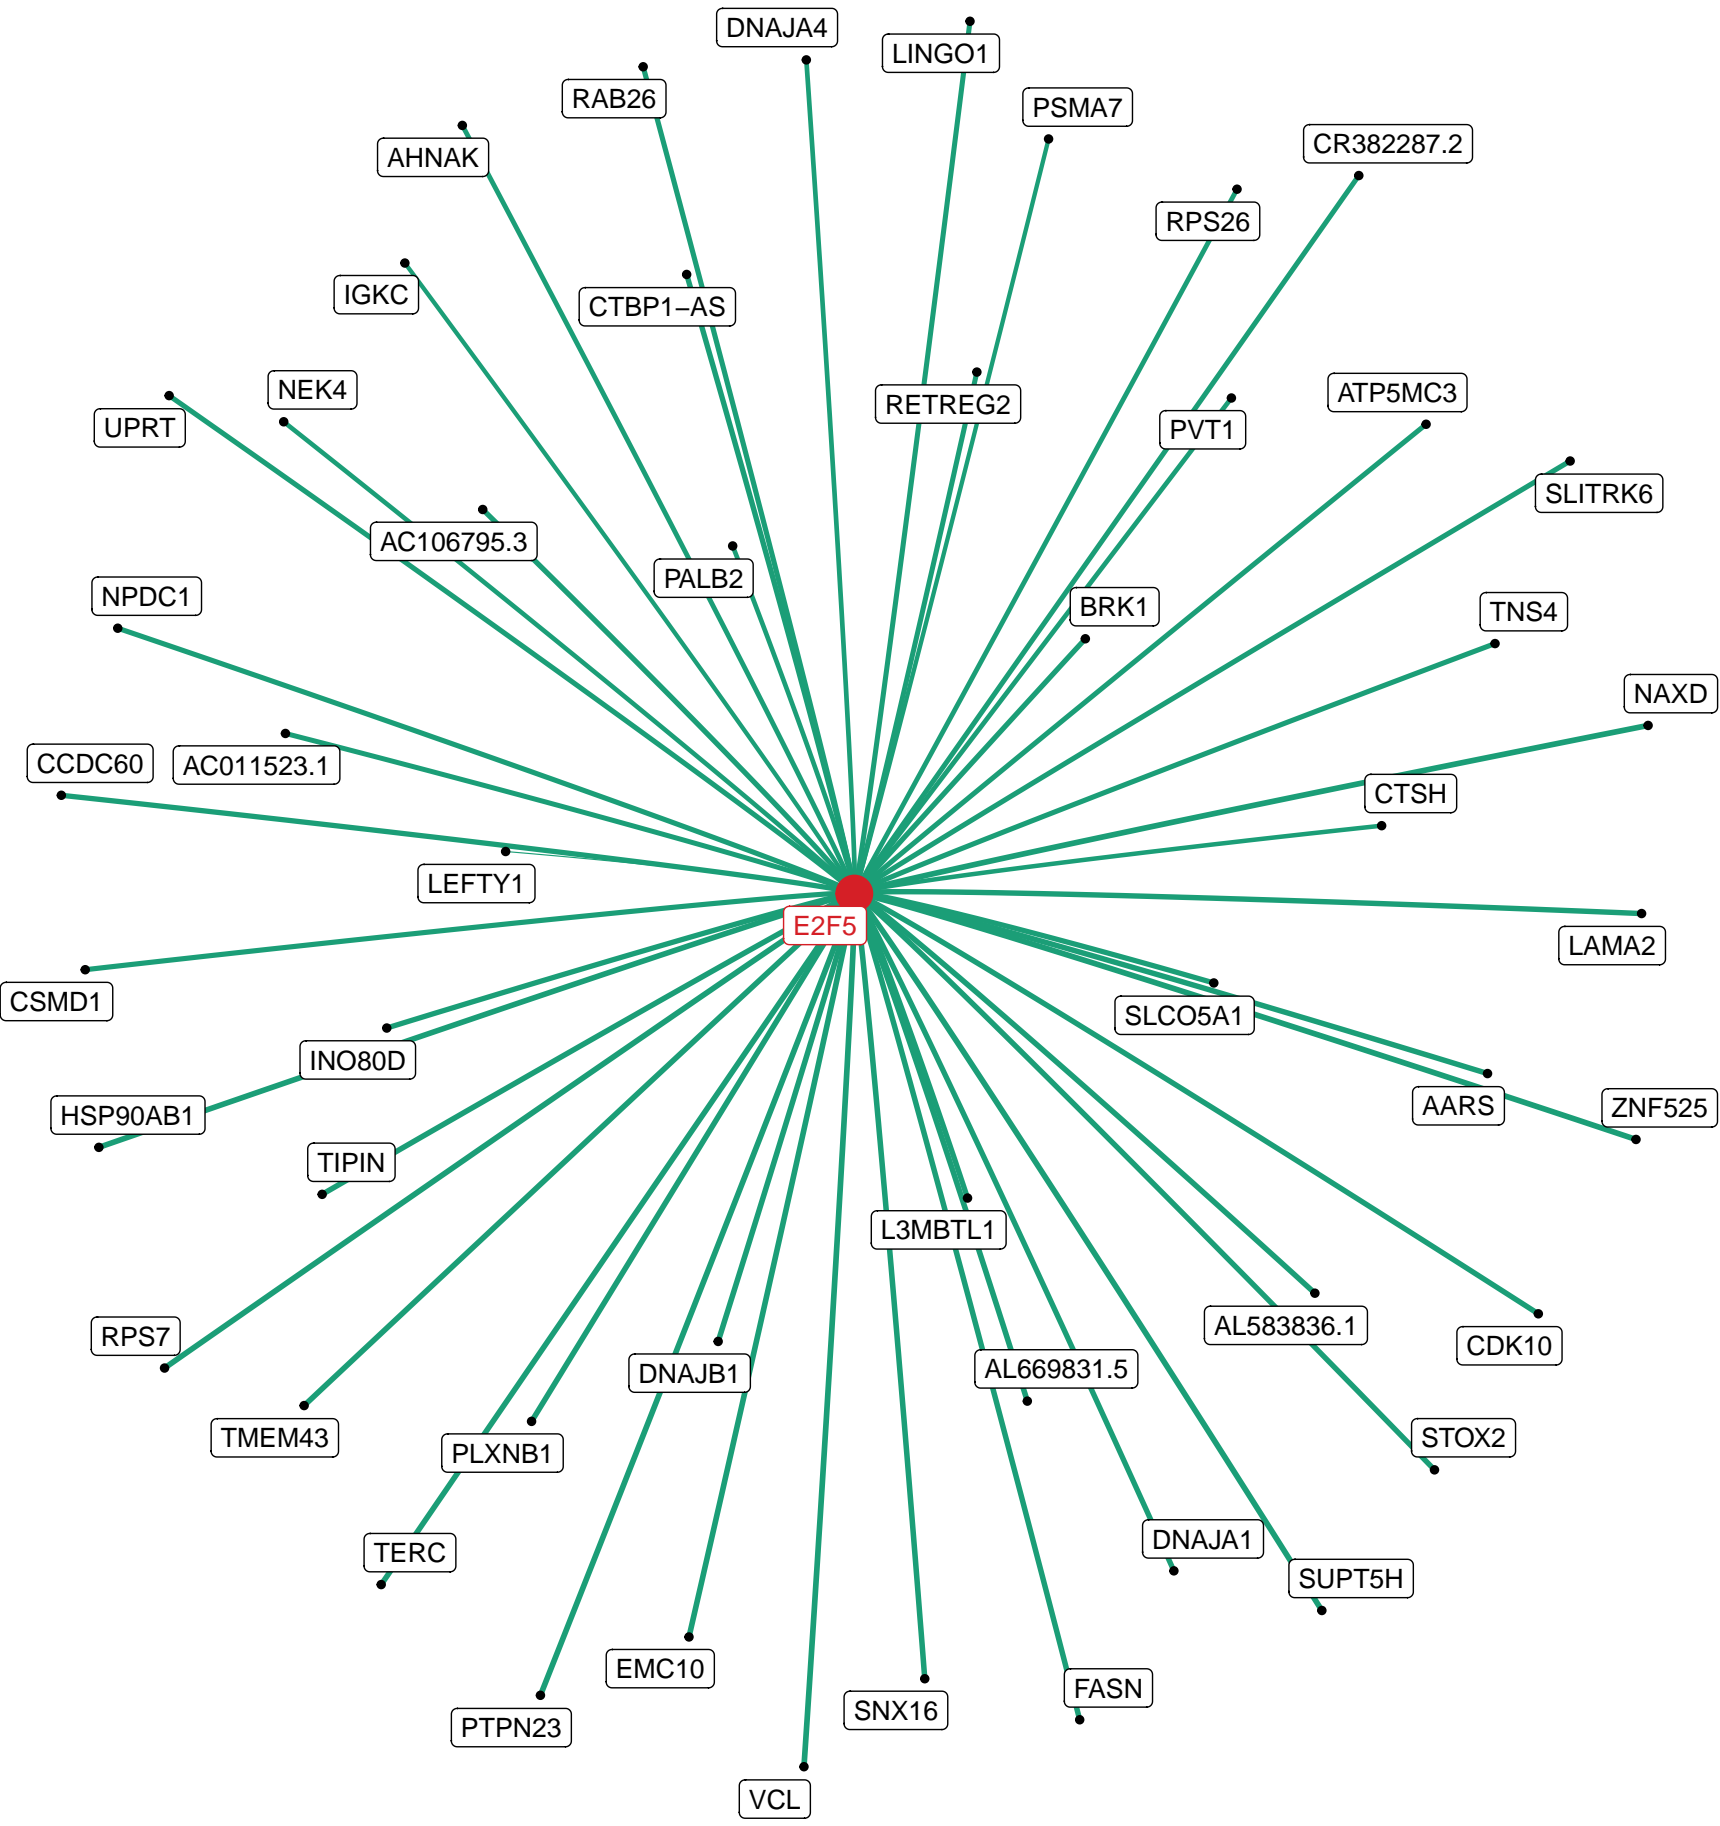 DNAJA4
LINGO1
RAB26
PSMA7
CR382287.2
AHNAK
RPS26
IGKC
CTBP1–AS
NEK4
ATP5MC3
RETREG2
UPRT
PVT1
SLITRK6
AC106795.3
PALB2
NPDC1
BRK1
TNS4
NAXD
CCDC60
AC011523.1
CTSH
LEFTY1
E2F5
LAMA2
CSMD1
SLCO5A1
INO80D
AARS
ZNF525
HSP90AB1
TIPIN
L3MBTL1
AL583836.1
RPS7
CDK10
AL669831.5
DNAJB1
TMEM43
STOX2
PLXNB1
DNAJA1
TERC
SUPT5H
EMC10
FASN
SNX16
PTPN23
VCL